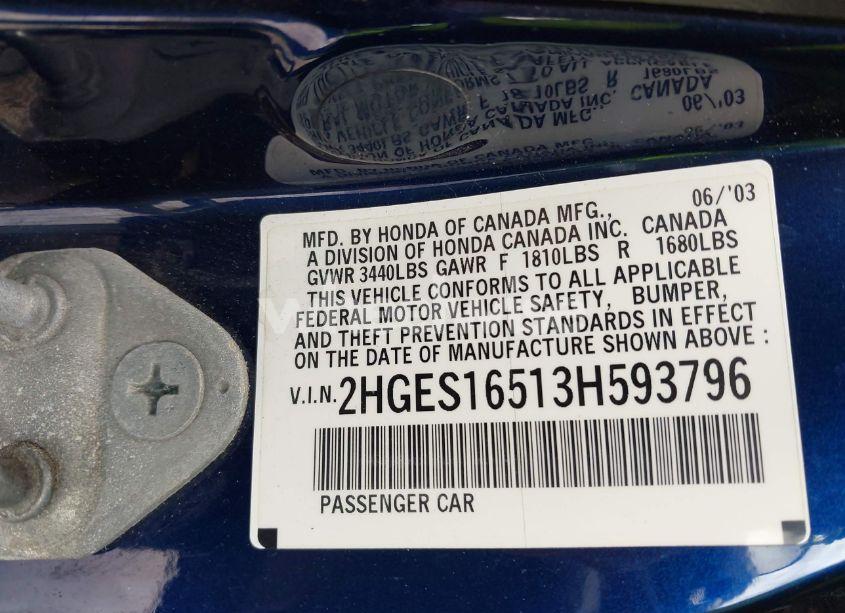 06/'03
MFD. BY HONDA OF CANADA MFG.,
A DIVISION OF HONDA CANADA INC. CANADA
GVWR 3440LBS GAWR F 1810LBS R 1680LBS
THIS VEHICLE CONFORMS TO ALL APPLICABLE
FEDERAL MOTOR VEHICLE SAFETY, BUMPER,
AND THEFT PREVENTION STANDARDS IN EFFECT
ON THE DATE OF MANUFACTURE SHOWN ABOVE :
V.I.N. 2HGES16513H593796
PASSENGER CAR